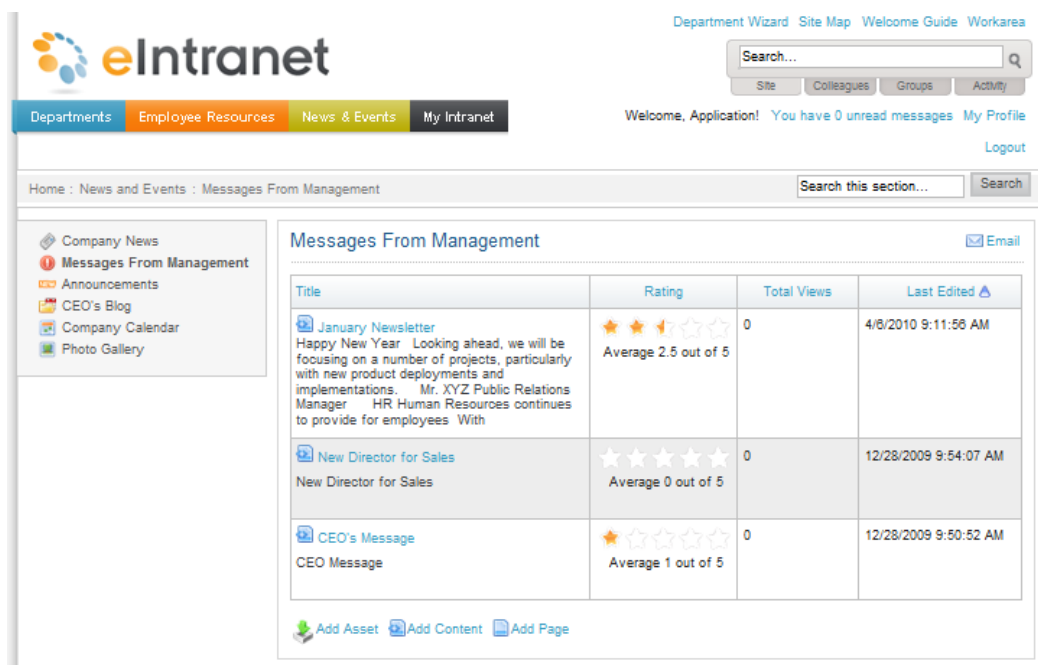 Department Wizard Site Map Welcome Guide Workarea
eIntranet
Search...
Site Colleagues Groups Activity
Departments Employee Resources News & Events My Intranet
Welcome, Application! You have 0 unread messages My Profile
Logout
Home : News and Events : Messages From Management
Search this section... Search
Company News
Messages From Management
Announcements
CEO's Blog
Company Calendar
Photo Gallery
Messages From Management
Email
Title Rating Total Views Last Edited
January Newsletter
Happy New Year Looking ahead, we will be
focusing on a number of projects, particularly
with new product deployments and
implementations. Mr. XYZ Public Relations
Manager HR Human Resources continues
to provide for employees With
Average 2.5 out of 5
0
4/6/2010 9:11:56 AM
New Director for Sales
New Director for Sales
Average 0 out of 5
0
12/28/2009 9:54:07 AM
CEO's Message
CEO Message
Average 1 out of 5
0
12/28/2009 9:50:52 AM
Add Asset Add Content Add Page